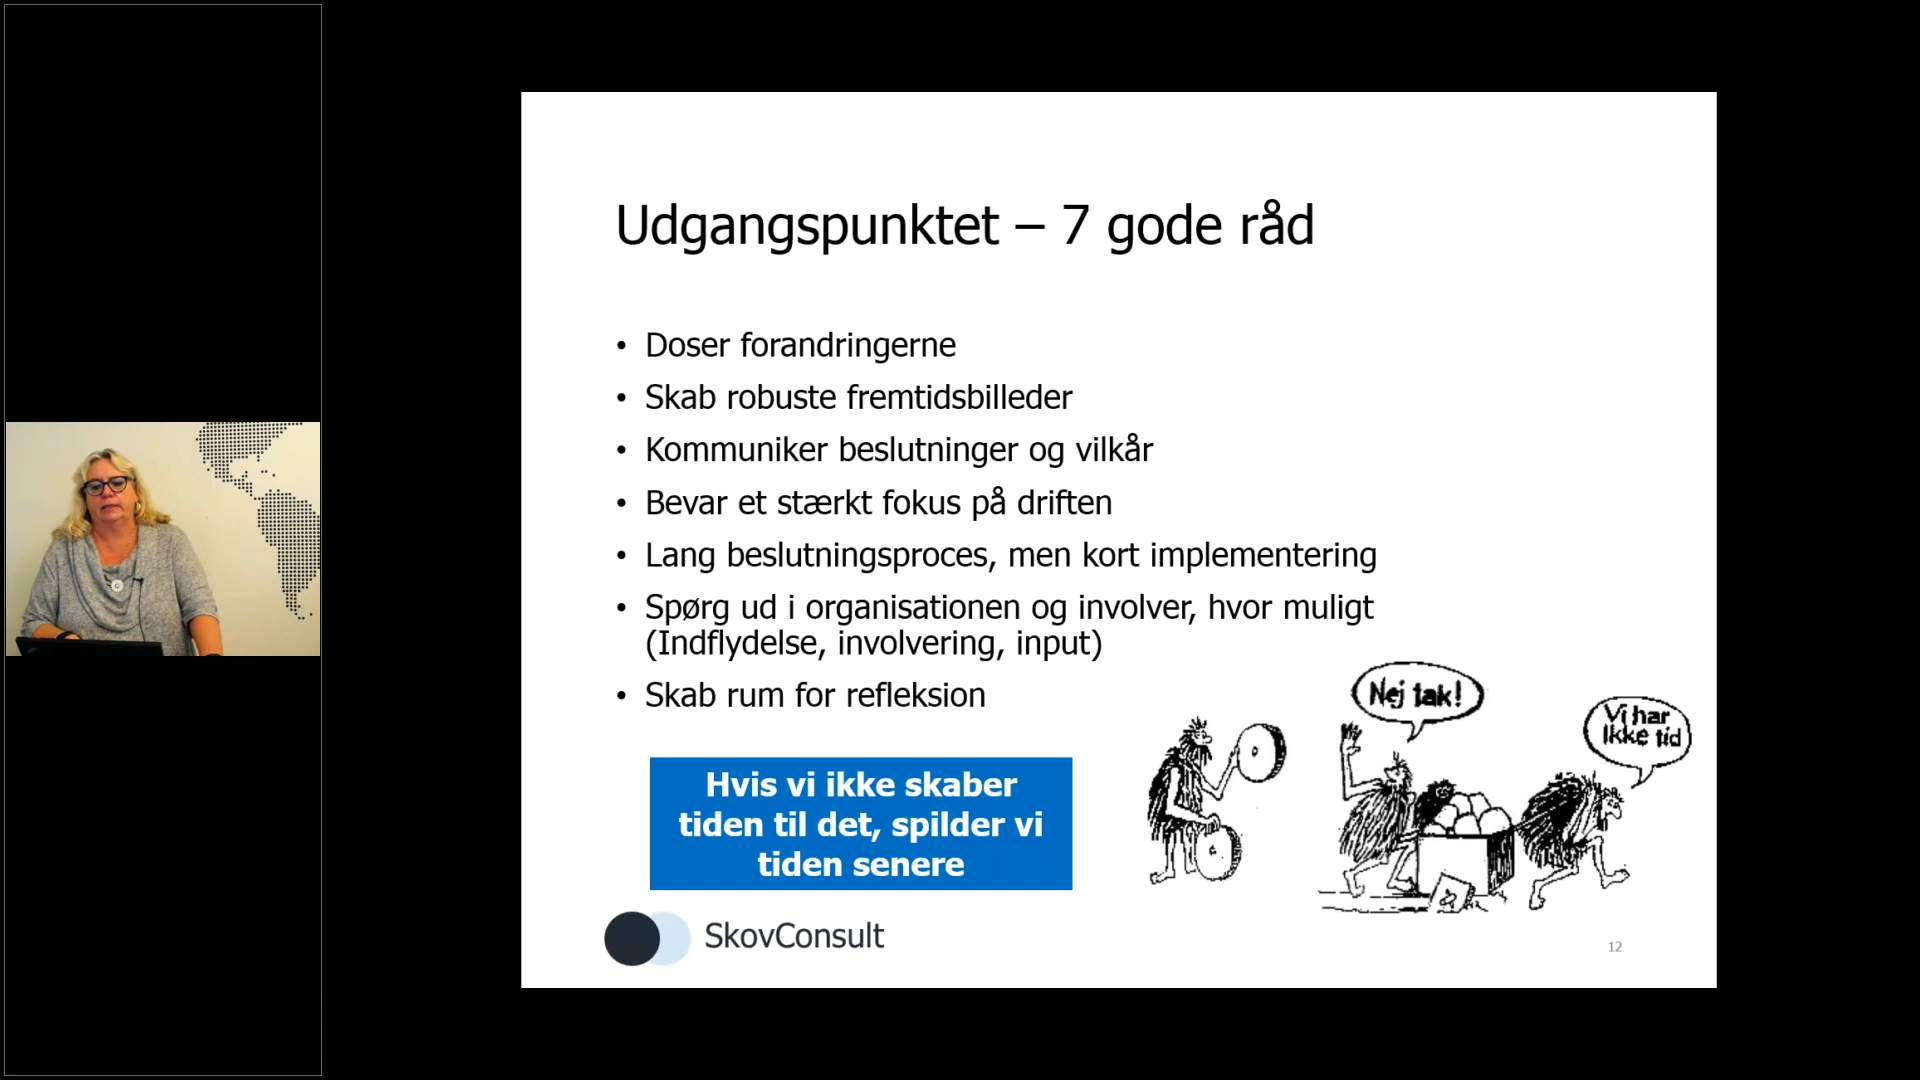 Udgangspunktet – 7 gode råd
• Doser forandringerne
• Skab robuste fremtidsbilleder
• Kommuniker beslutninger og vilkår
• Bevar et stærkt fokus på driften
• Lang beslutningsproces, men kort implementering
• Spørg ud i organisationen og involver, hvor muligt
(Indflydelse, involvering, input)
• Skab rum for refleksion
Nej tak!
Vi har
Ikke tid
Hvis vi ikke skaber
tiden til det, spilder vi
tiden senere
SkovConsult
12